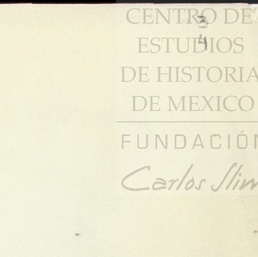 CENTRO DE
ESTUDIOS
DE HISTORIA
DE MEXICO
FUNDACIÓN
Carlos Slim